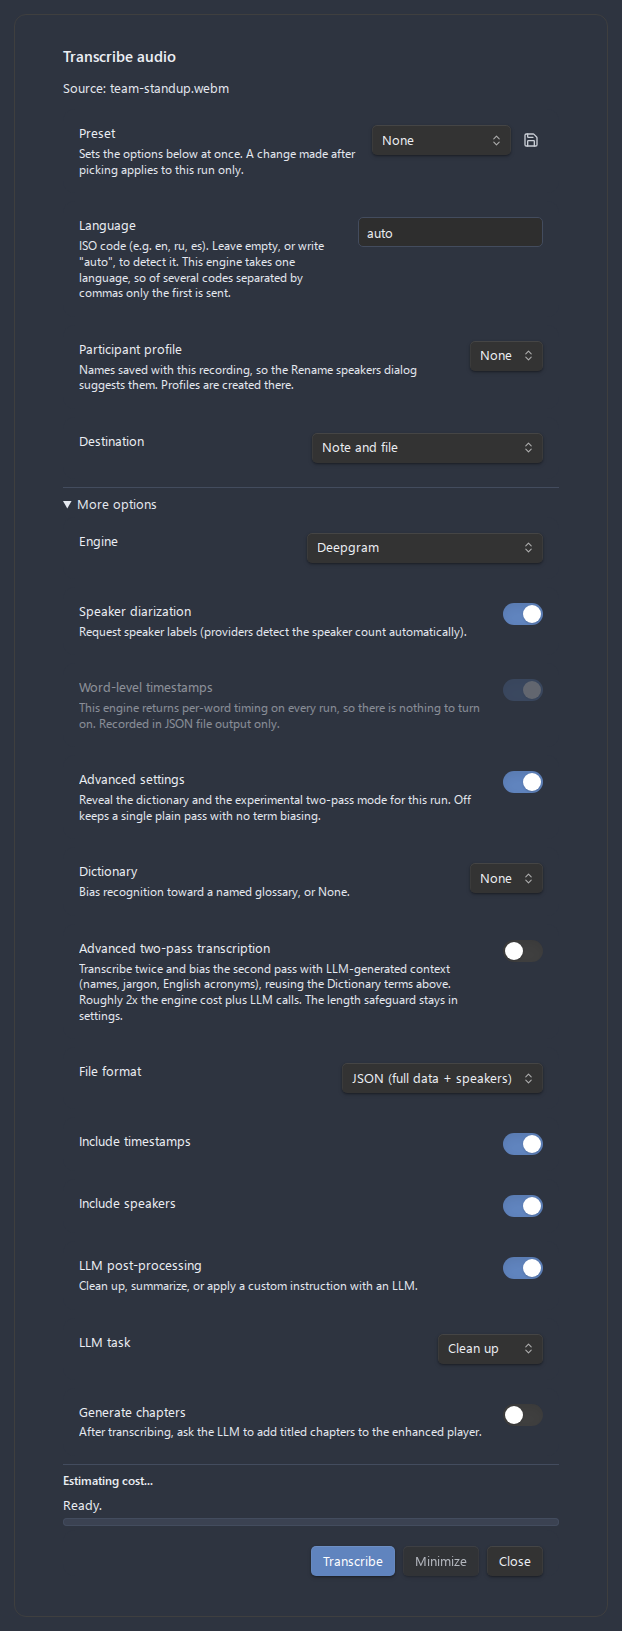 Transcribe audio
Source: team-standup.webm
Preset
None
Sets the options below at once. A change made after
picking applies to this run only.
Language
auto
ISO code (e.g. en, ru, es). Leave empty, or write
"auto", to detect it. This engine takes one
language, so of several codes separated by
commas only the first is sent.
Participant profile
None
Names saved with this recording, so the Rename speakers dialog
suggests them. Profiles are created there.
Destination
Note and file
▼ More options
Engine
Deepgram
Speaker diarization
Request speaker labels (providers detect the speaker count automatically).
Word-level timestamps
This engine returns per-word timing on every run, so there is nothing to turn
on. Recorded in JSON file output only.
Advanced settings
Reveal the dictionary and the experimental two-pass mode for this run. Off
keeps a single plain pass with no term biasing.
Dictionary
None
Bias recognition toward a named glossary, or None.
Advanced two-pass transcription
Transcribe twice and bias the second pass with LLM-generated context
(names, jargon, English acronyms), reusing the Dictionary terms above.
Roughly 2x the engine cost plus LLM calls. The length safeguard stays in
settings.
File format
JSON (full data + speakers)
Include timestamps
Include speakers
LLM post-processing
Clean up, summarize, or apply a custom instruction with an LLM.
LLM task
Clean up
Generate chapters
After transcribing, ask the LLM to add titled chapters to the enhanced player.
Estimating cost...
Ready.
Transcribe
Minimize
Close